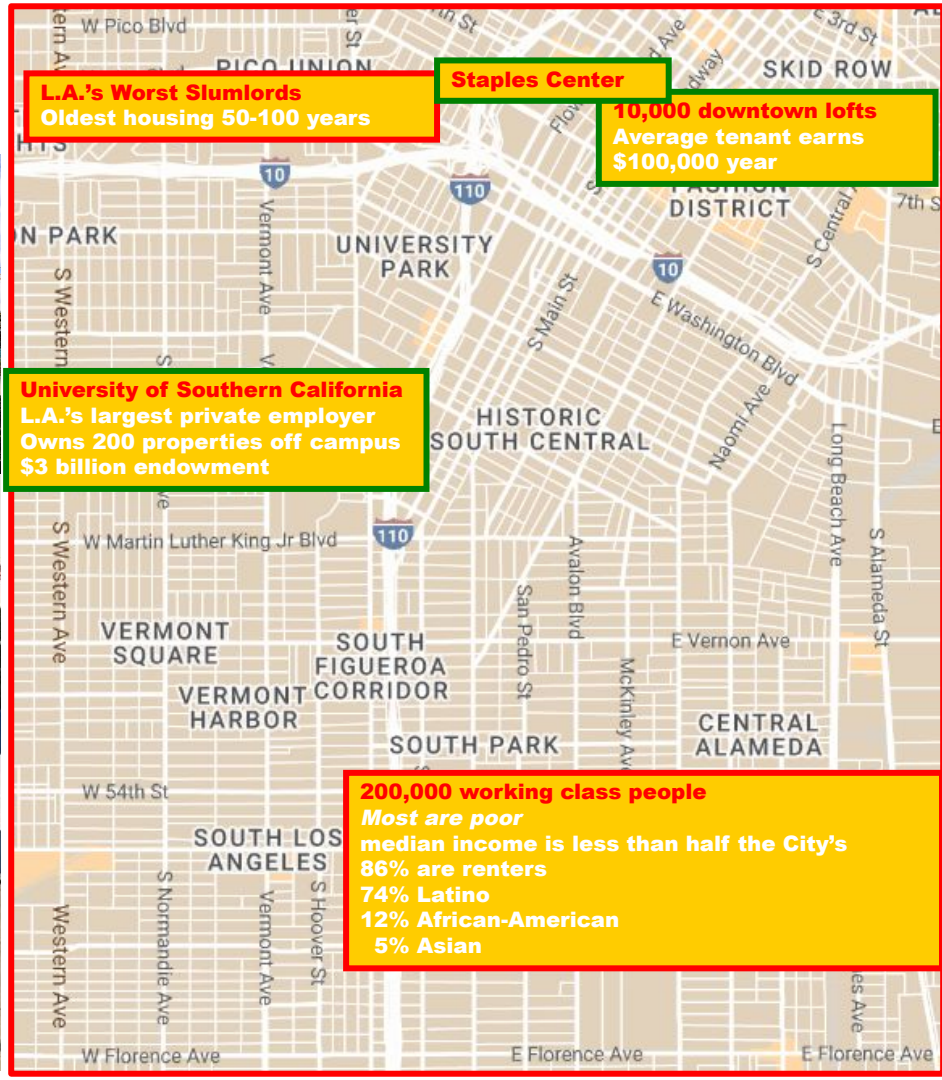 W Pico Blvd
E 3rd St
PICO UNION
SKID ROW
Staples Center
L.A.'s Worst Slumlords
Oldest housing 50-100 years
10,000 downtown lofts
Average tenant earns
$100,000 year
10
110
FASHION
DISTRICT
7th S
Vermont Ave
S Central A
N PARK
UNIVERSITY
PARK
10
S Western
S Main St
E Washington Blvd
University of Southern California
L.A.'s largest private employer
Owns 200 properties off campus
$3 billion endowment
HISTORIC
SOUTH CENTRAL
Naomi Ave
Long Beach Ave
S Western Ave
W Martin Luther King Jr Blvd
110
Avalon Blvd
S Alameda St
San Pedro St
VERMONT
SQUARE
SOUTH
FIGUEROA
CORRIDOR
E Vernon Ave
VERMONT
HARBOR
McKinley Ave
CENTRAL
ALAMEDA
SOUTH PARK
W 54th St
200,000 working class people
Most are poor
median income is less than half the City's
86% are renters
74% Latino
12% African-American
5% Asian
SOUTH LOS
ANGELES
Western Ave
S Normandie Ave
Vermont Ave
S Hoover St
es Ave
W Florence Ave
E Florence Ave
E Florence Ave